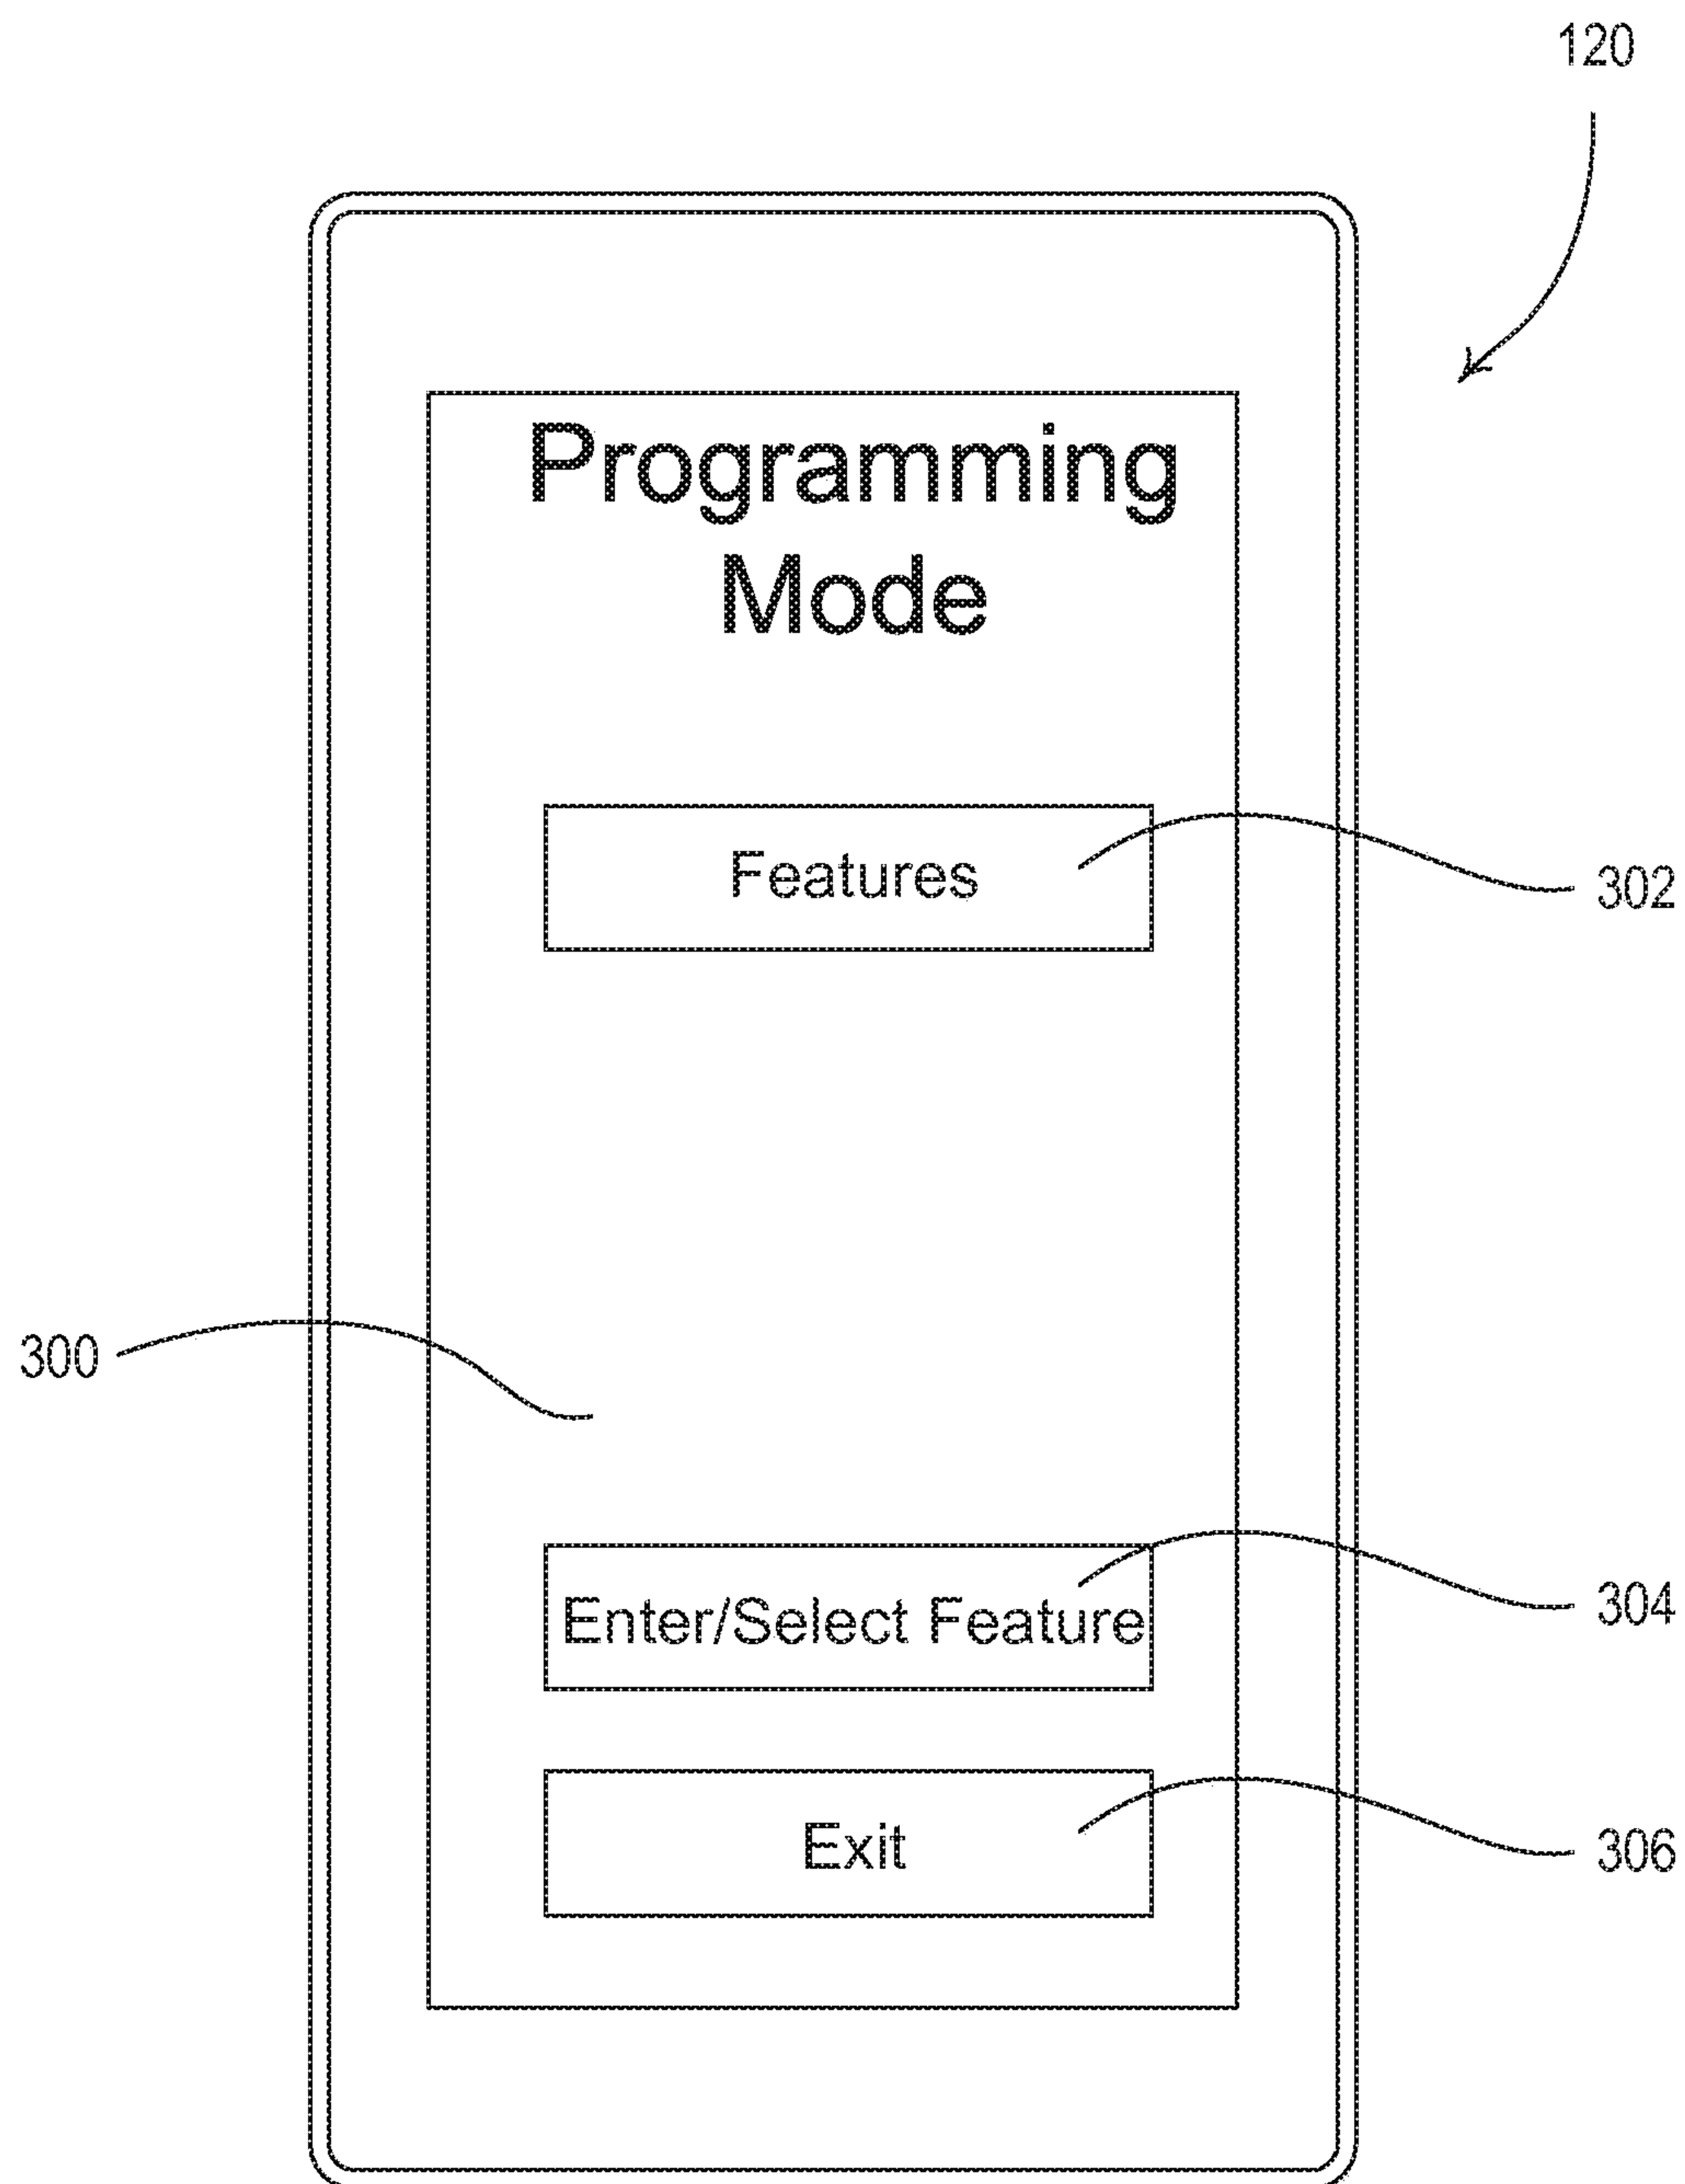 120
Programming
Mode
Features
302
300
Enter/Select Feature
304
Exit
306